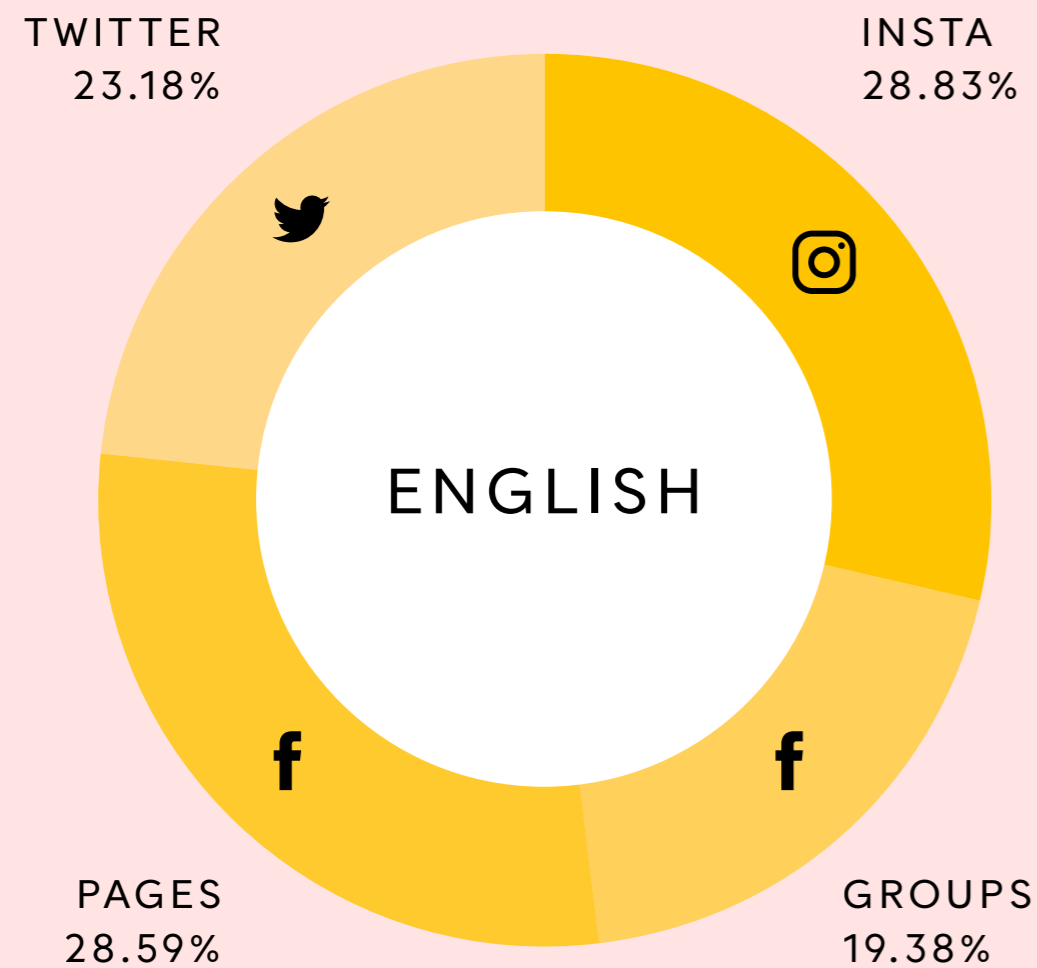 TWITTER
23.18%
INSTA
28.83%
ENGLISH
PAGES
28.59%
GROUPS
19.38%